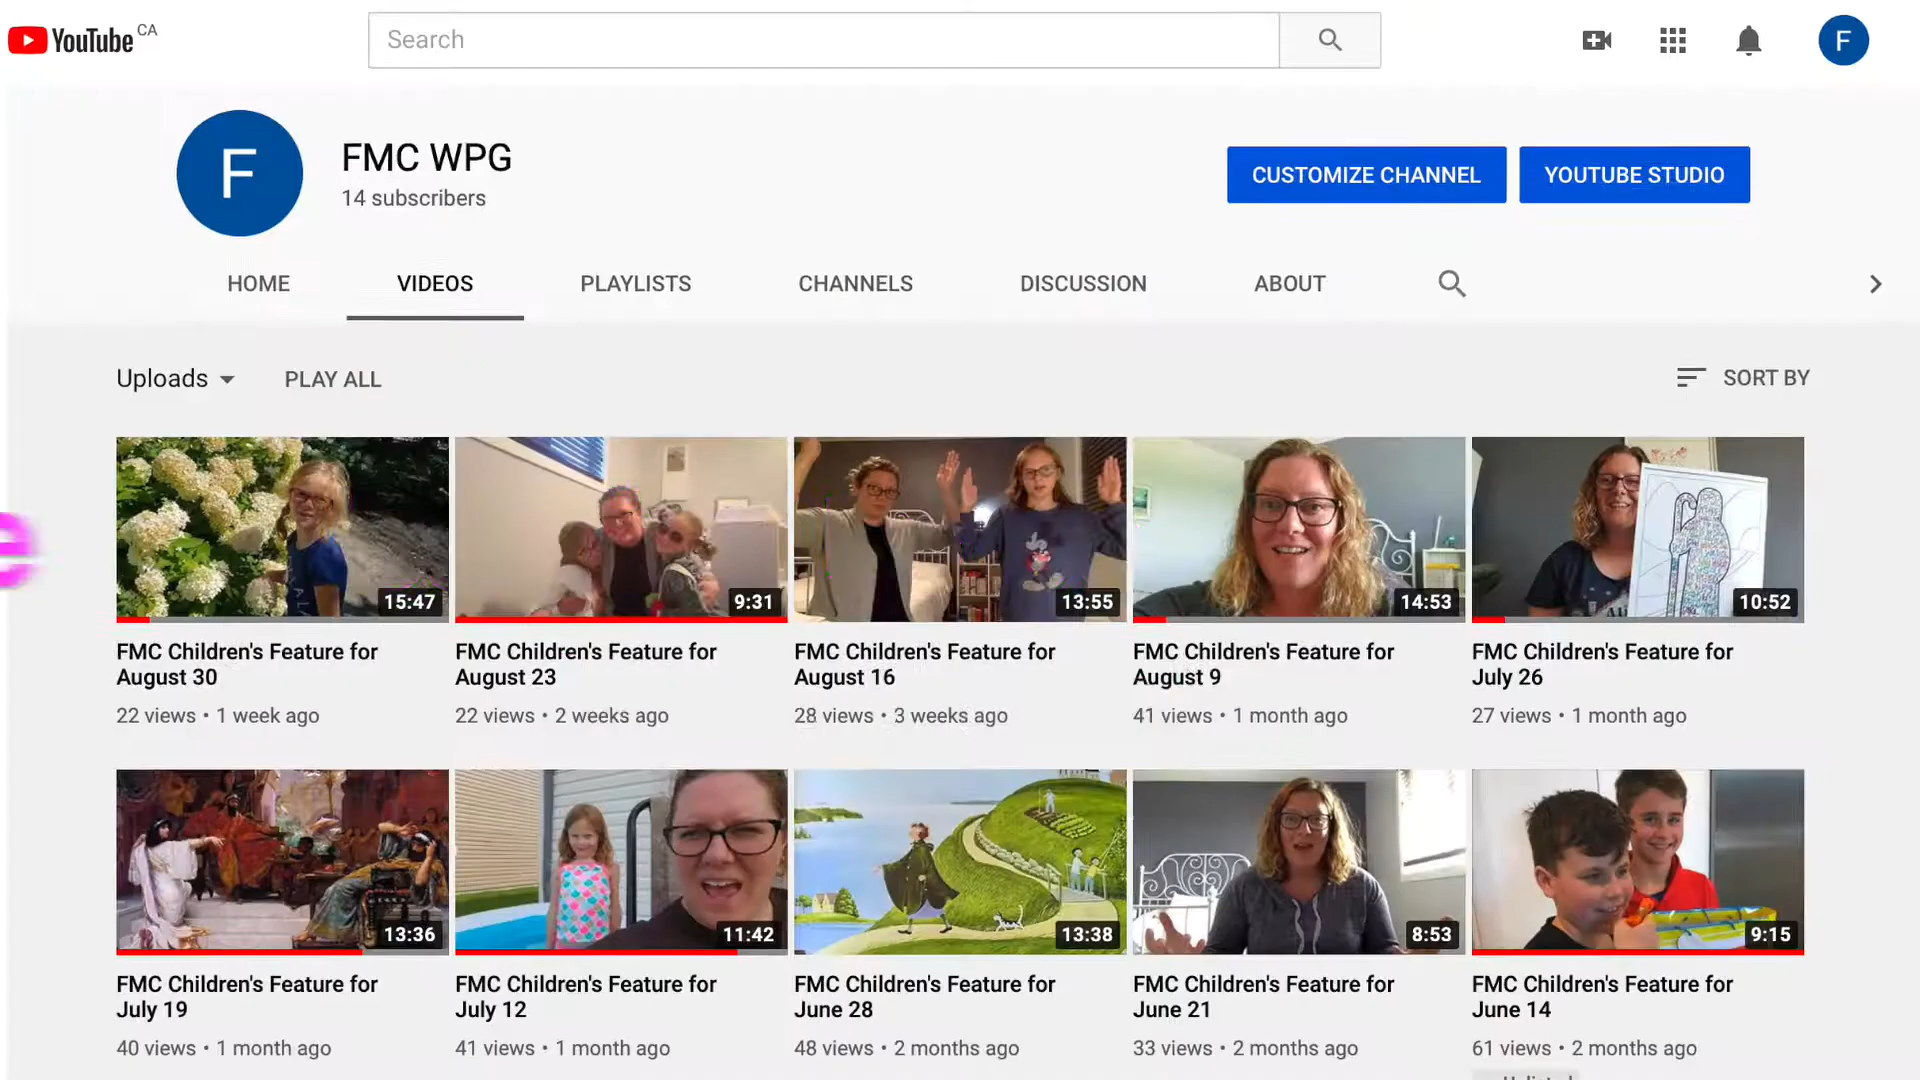 YouTube CA
Search
F
F
FMC WPG
14 subscribers
CUSTOMIZE CHANNEL
YOUTUBE STUDIO
HOME
VIDEOS
PLAYLISTS
CHANNELS
DISCUSSION
ABOUT
Uploads
PLAY ALL
SORT BY
e
15:47
9:31
13:55
14:53
10:52
FMC Children's Feature for
August 30
22 views • 1 week ago
FMC Children's Feature for
August 23
22 views • 2 weeks ago
FMC Children's Feature for
August 16
28 views • 3 weeks ago
FMC Children's Feature for
August 9
41 views • 1 month ago
FMC Children's Feature for
July 26
27 views • 1 month ago
13:36
11:42
13:38
8:53
9:15
FMC Children's Feature for
July 19
40 views • 1 month ago
FMC Children's Feature for
July 12
41 views • 1 month ago
FMC Children's Feature for
June 28
48 views • 2 months ago
FMC Children's Feature for
June 21
33 views • 2 months ago
FMC Children's Feature for
June 14
61 views • 2 months ago